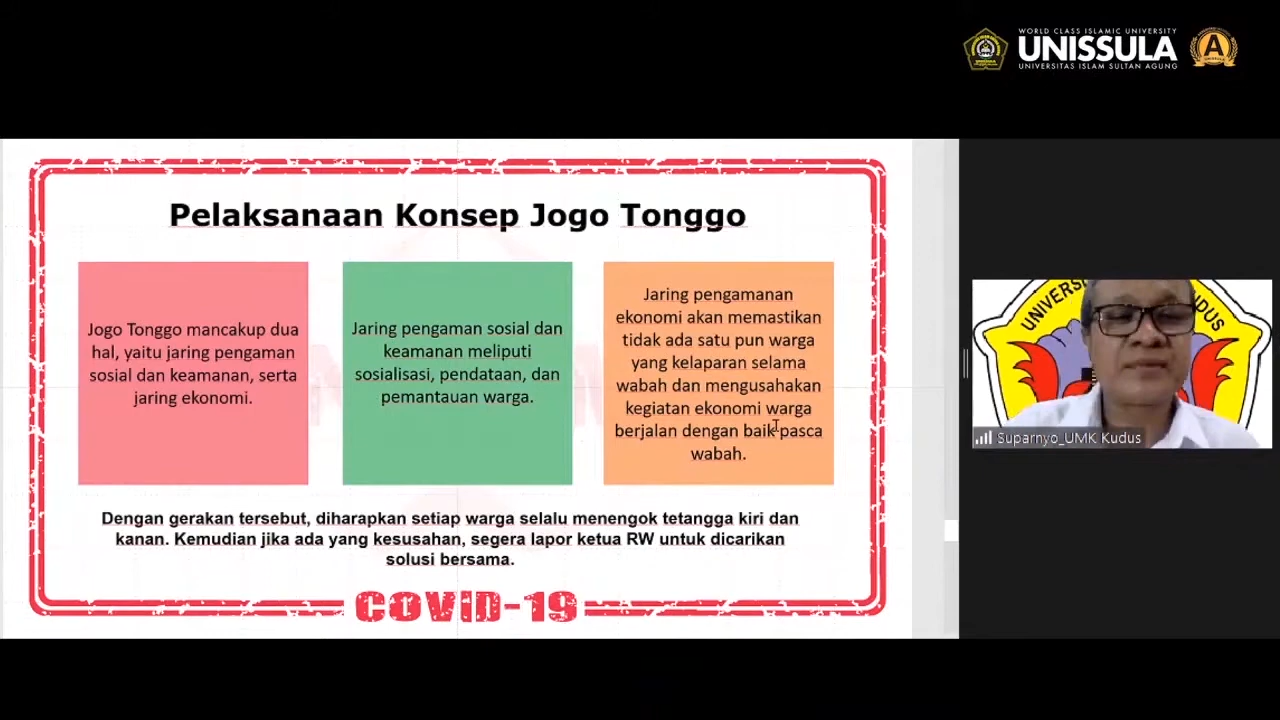 WORLD CLASS ISLAMIC UNIVERSITY
UNISSULA
UNIVERSITAS ISLAM SULTAN AGUNG
A
Pelaksanaan Konsep Jogo Tonggo
Jogo Tonggo mancakup dua
hal, yaitu jaring pengaman
sosial dan keamanan, serta
jaring ekonomi.
Jaring pengaman sosial dan
keamanan meliputi
sosialisasi, pendataan, dan
pemantauan warga.
Jaring pengamanan
ekonomi akan memastikan
tidak ada satu pun warga
yang kelaparan selama
wabah dan mengusahakan
kegiatan ekonomi warga
berjalan dengan baik pasca
wabah.
Dengan gerakan tersebut, diharapkan setiap warga selalu menengok tetangga kiri dan
kanan. Kemudian jika ada yang kesusahan, segera lapor ketua RW untuk dicarikan
solusi bersama.
COVID-19
KUDUS
Suparnyo_UMK Kudus